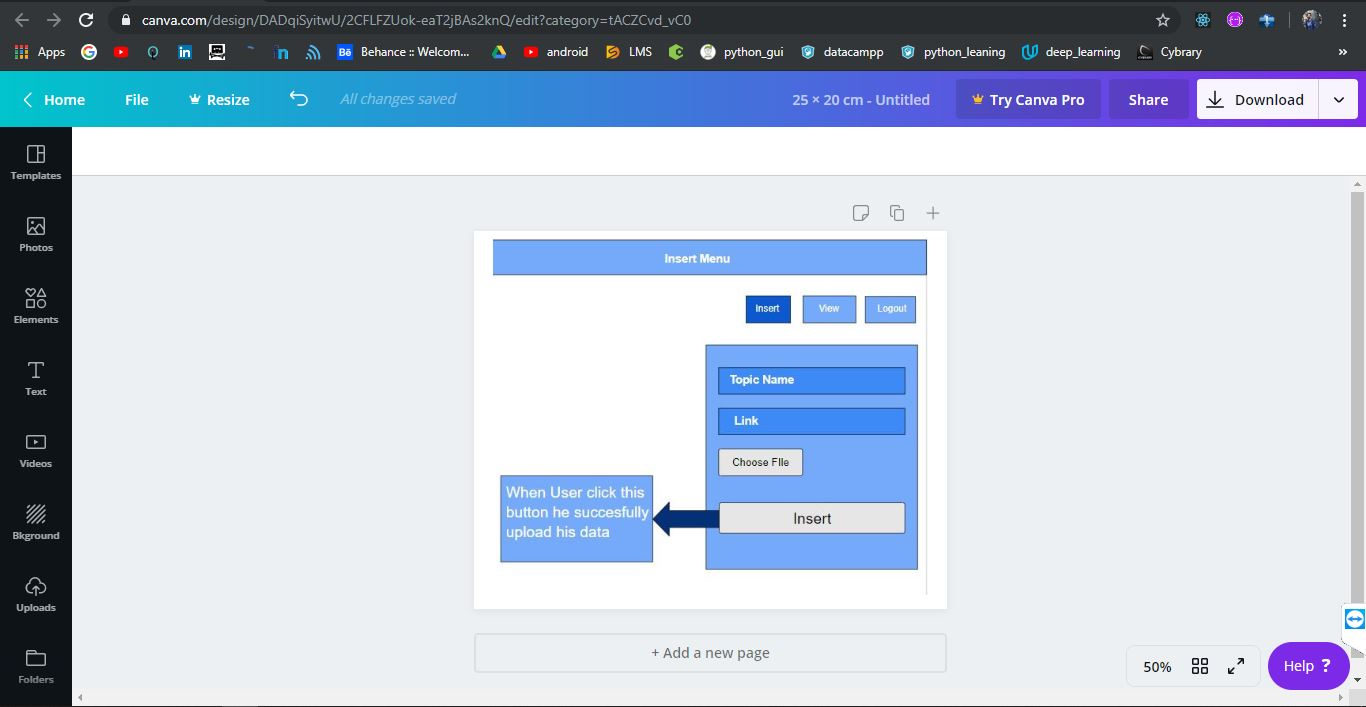 canva.com/design/DADqiSyitwU/2CFLFZUok-eaT2jBAs2knQ/edit?category=tACZCvd_vC0
Apps Behance :: Welcom... android LMS python_gui datacampp python_leaning deep_learning Cybrary »
Home File Resize All changes saved 25 × 20 cm - Untitled Try Canva Pro Share Download
Templates
Photos
Elements
Text
Videos
Bkground
Uploads
Folders
Insert Menu
Insert View Logout
Topic Name
Link
Choose FIle
Insert
When User click this
button he succesfully
upload his data
+ Add a new page
50% Help ?